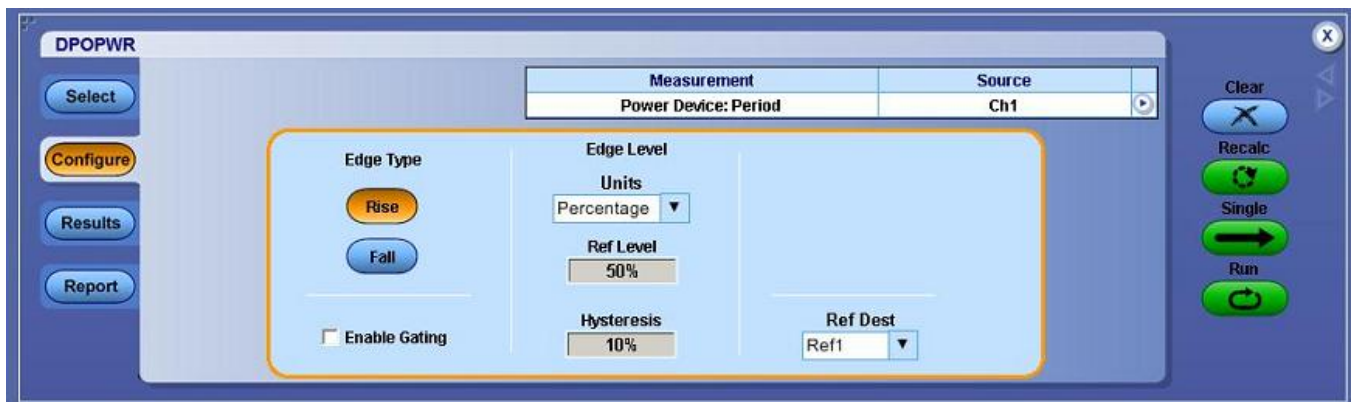 DPOPWR
Select
Configure
Results
Report
Measurement Source
Power Device: Period Ch1
Edge Type
Rise
Fall
Enable Gating
Edge Level
Units
Percentage
Ref Level
50%
Hysteresis
10%
Ref Dest
Ref1
X
Clear
Recalc
Single
Run